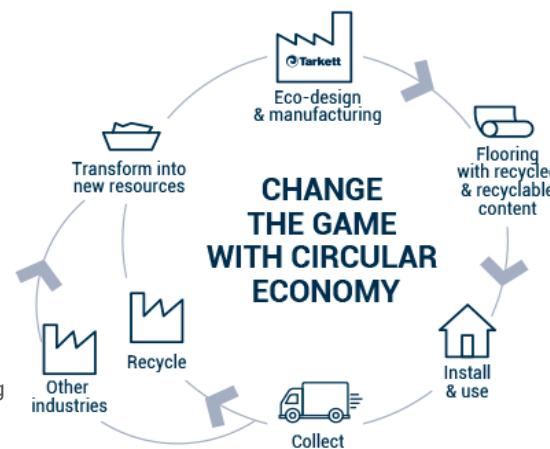 Tarkett
Eco-design
& manufacturing
Flooring
with recycled
& recyclable
content
Transform into
new resources
CHANGE
THE GAME
WITH CIRCULAR
ECONOMY
Install
& use
Recycle
Other
industries
Collect
g